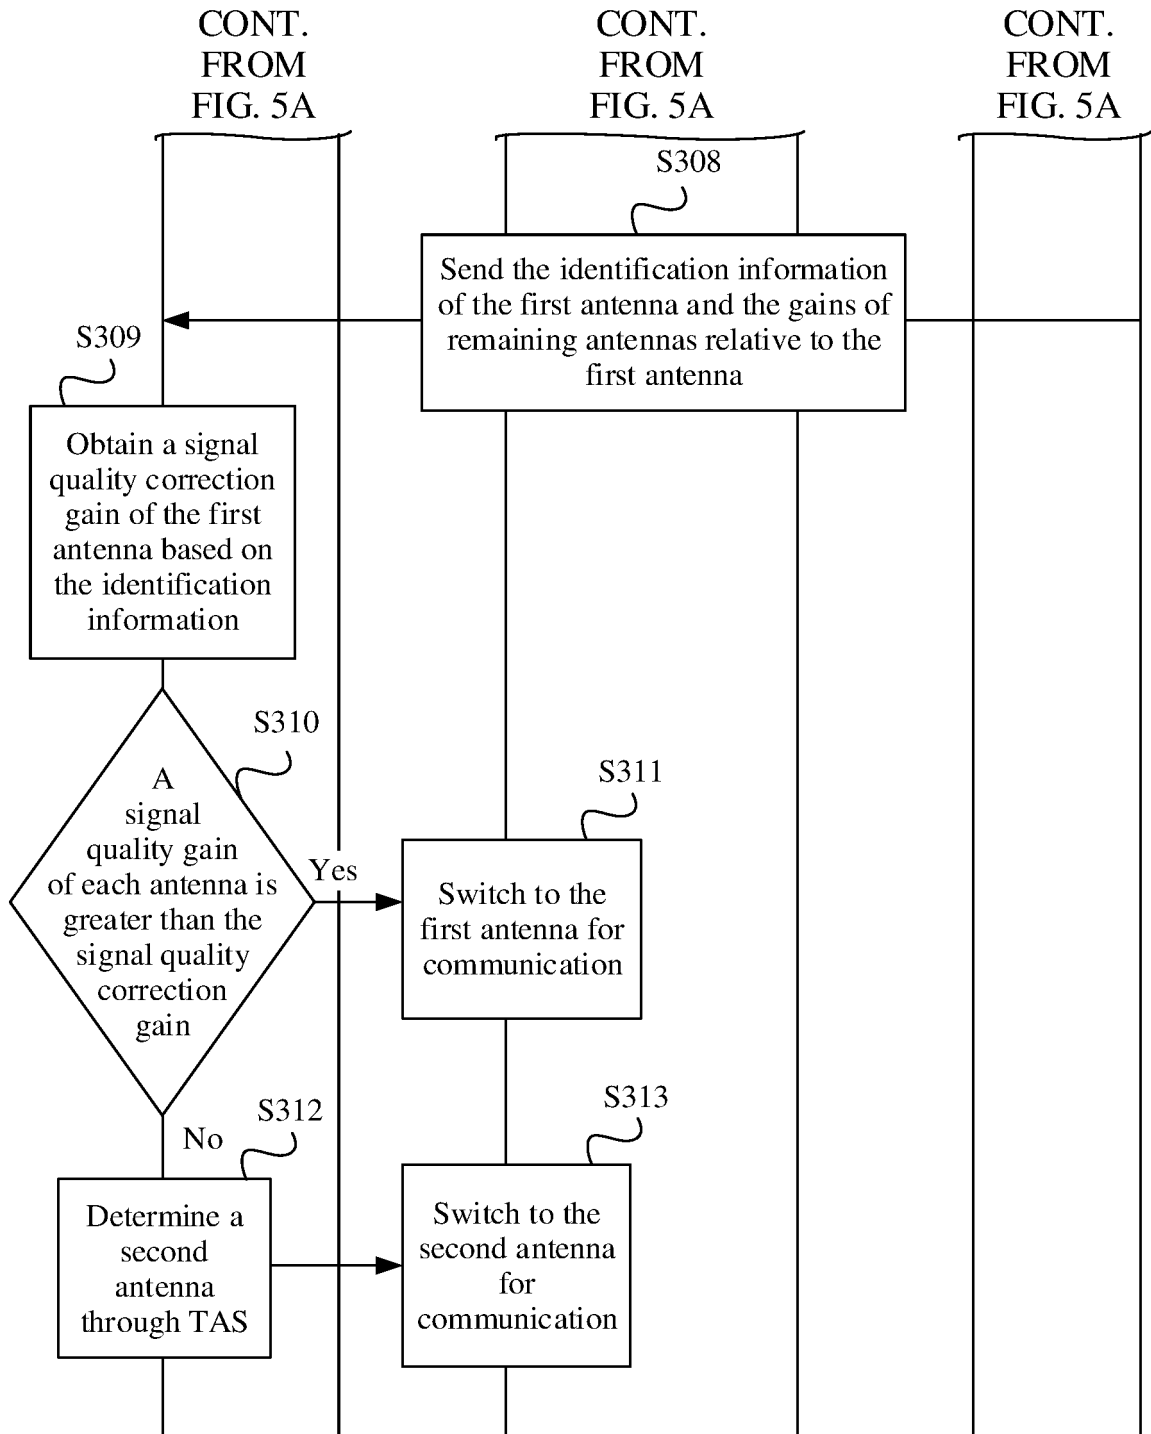 CONT.
FROM
FIG. 5A
CONT.
FROM
FIG. 5A
CONT.
FROM
FIG. 5A
S308
Send the identification information
of the first antenna and the gains of
remaining antennas relative to the
first antenna
S309
Obtain a signal
quality correction
gain of the first
antenna based on
the identification
information
S310
A
signal
quality gain
of each antenna is
greater than the
signal quality
correction
gain
Yes
S311
Switch to the
first antenna for
communication
No
S312
Determine a
second
antenna
through TAS
S313
Switch to the
second antenna
for
communication